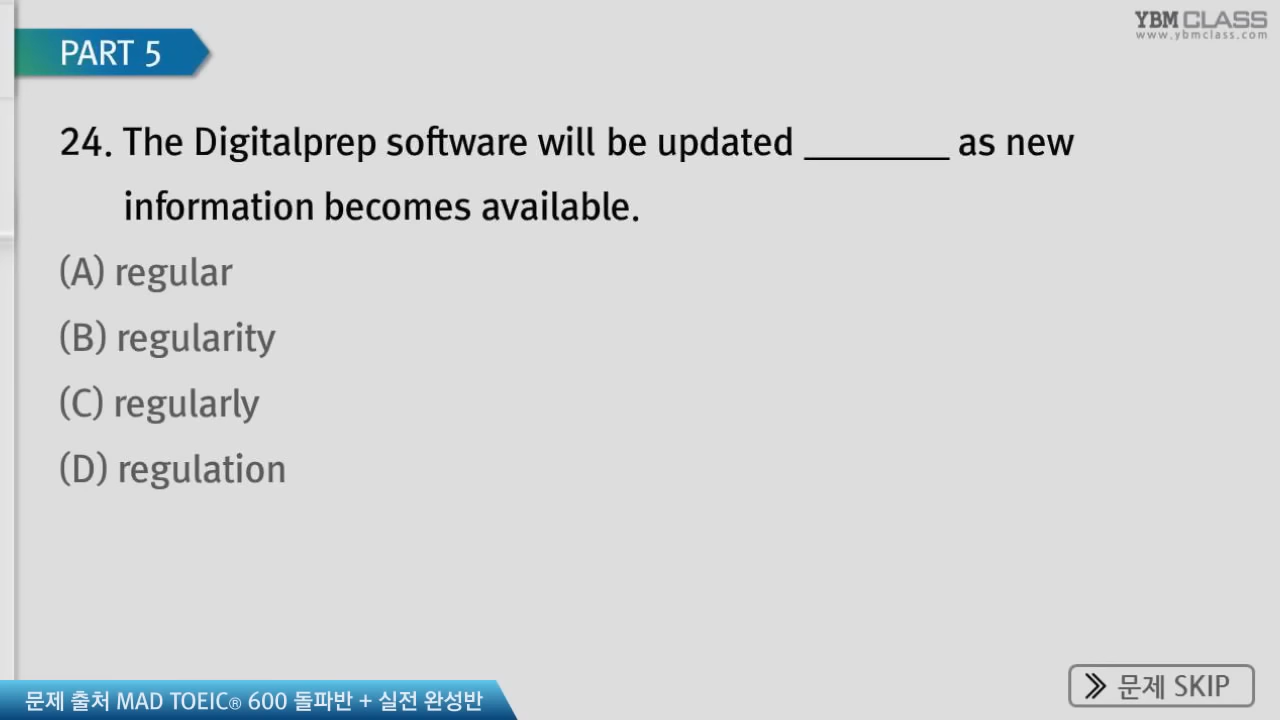 YBM CLASS
www.ybmclass.com
PART 5
24. The Digitalprep software will be updated ________ as new
information becomes available.
(A) regular
(B) regularity
(C) regularly
(D) regulation
문제 출처 MAD TOEIC® 600 돌파반 + 실전 완성반
문제 SKIP